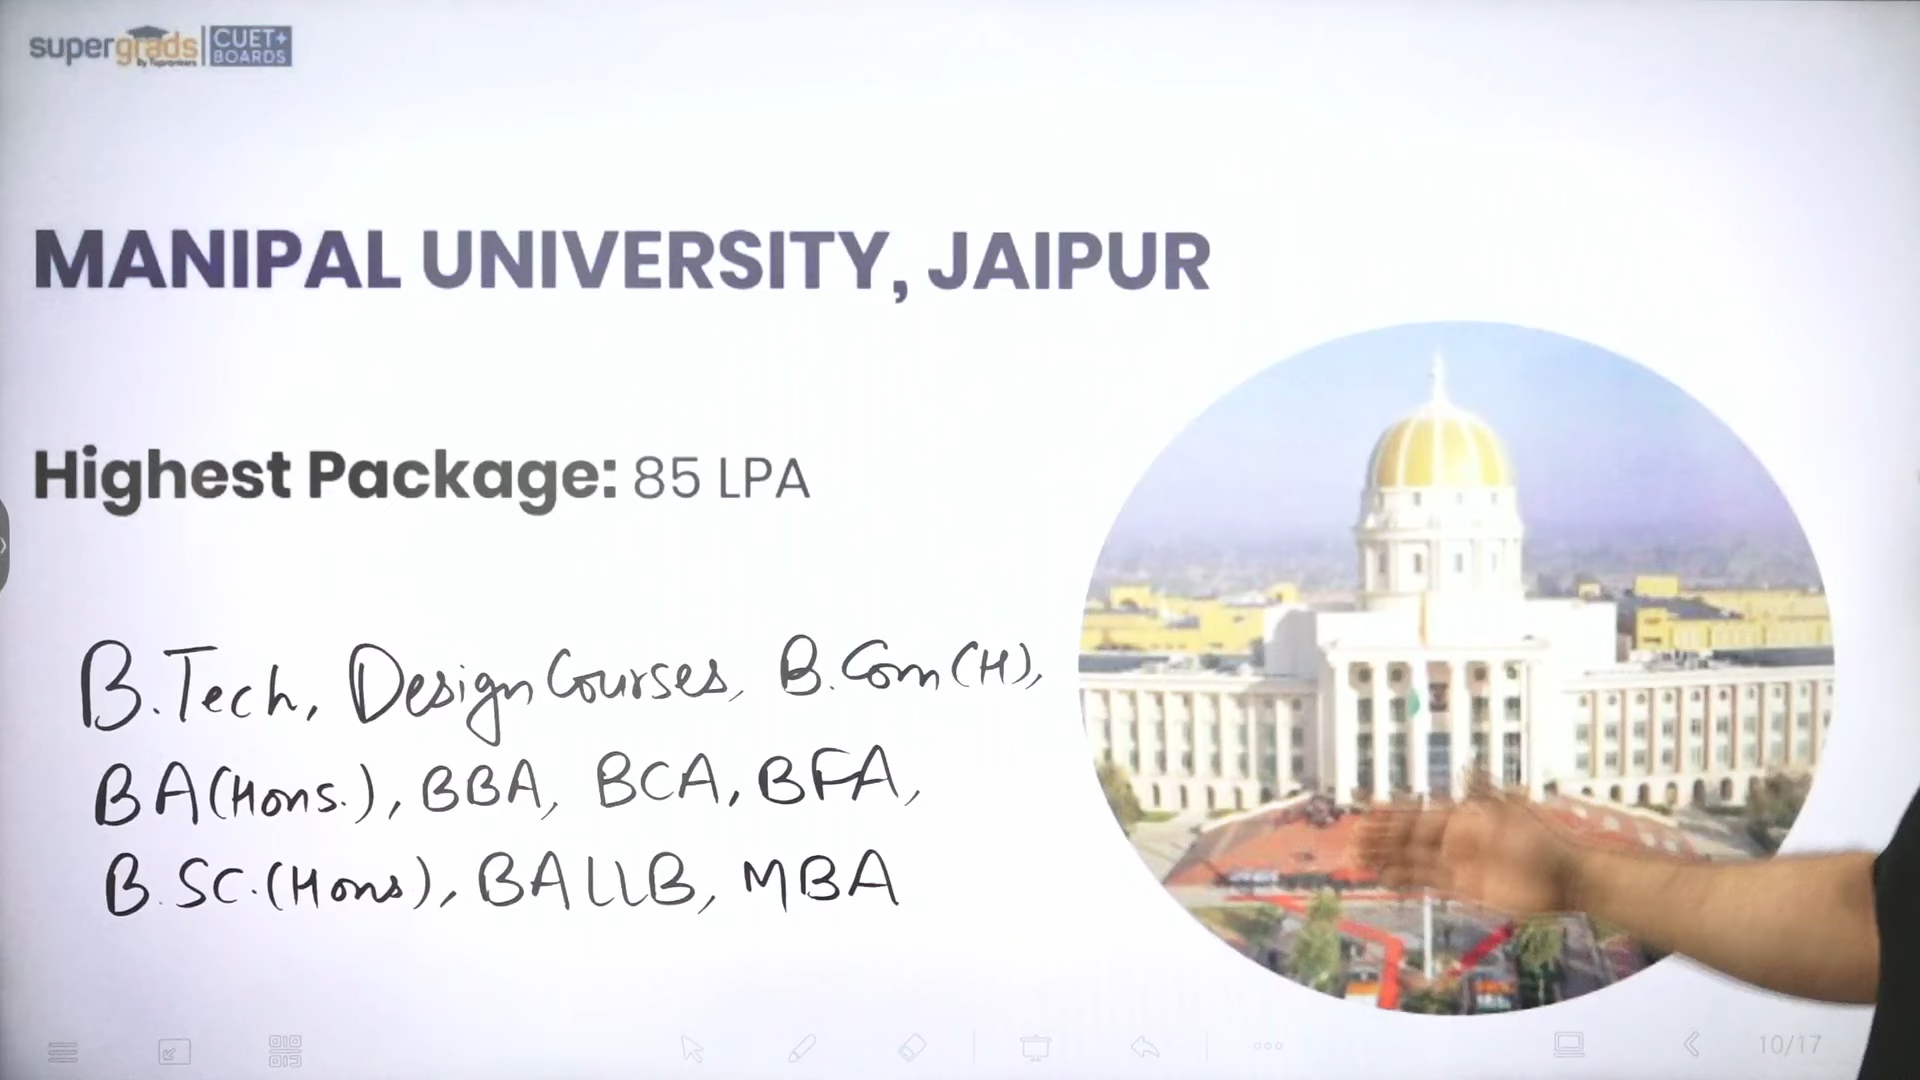 supergrads CUET+
BOARDS
MANIPAL UNIVERSITY, JAIPUR
Highest Package: 85 LPA
B.Tech, Design Courses, B.Com(H),
BA(Hons.), BBA, BCA, BFA,
B.SC.(Hons), BALLB, MBA
10/17